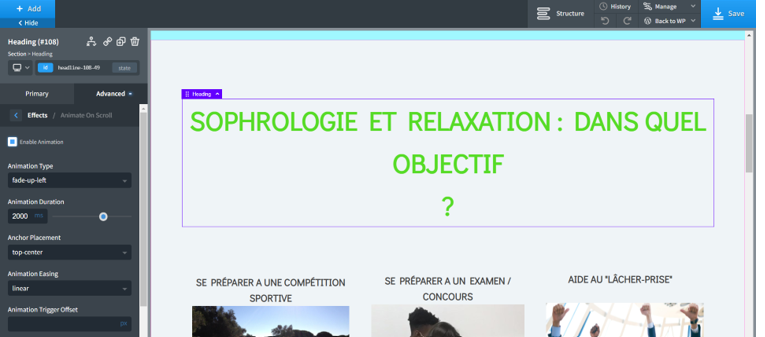 + Add
< Hide
Structure
History
Manage
Back to WP
Save
Heading (#108)
Section > Heading
id
headline-108-49
state
Primary
Advanced
Effects / Animate On Scroll
Enable Animation
Animation Type
fade-up-left
Animation Duration
2000 ms
Anchor Placement
top-center
Animation Easing
linear
Animation Trigger Offset
px
Heading
SOPHROLOGIE ET RELAXATION : DANS QUEL
OBJECTIF
?
SE PRÉPARER A UNE COMPÉTITION
SPORTIVE
SE PRÉPARER A UN EXAMEN /
CONCOURS
AIDE AU "LÂCHER-PRISE"